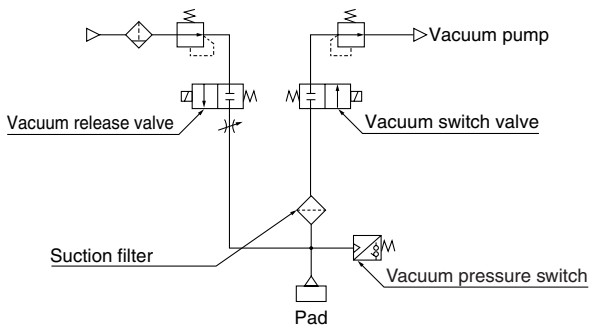 Vacuum pump
Vacuum release valve
Vacuum switch valve
Suction filter
Vacuum pressure switch
Pad